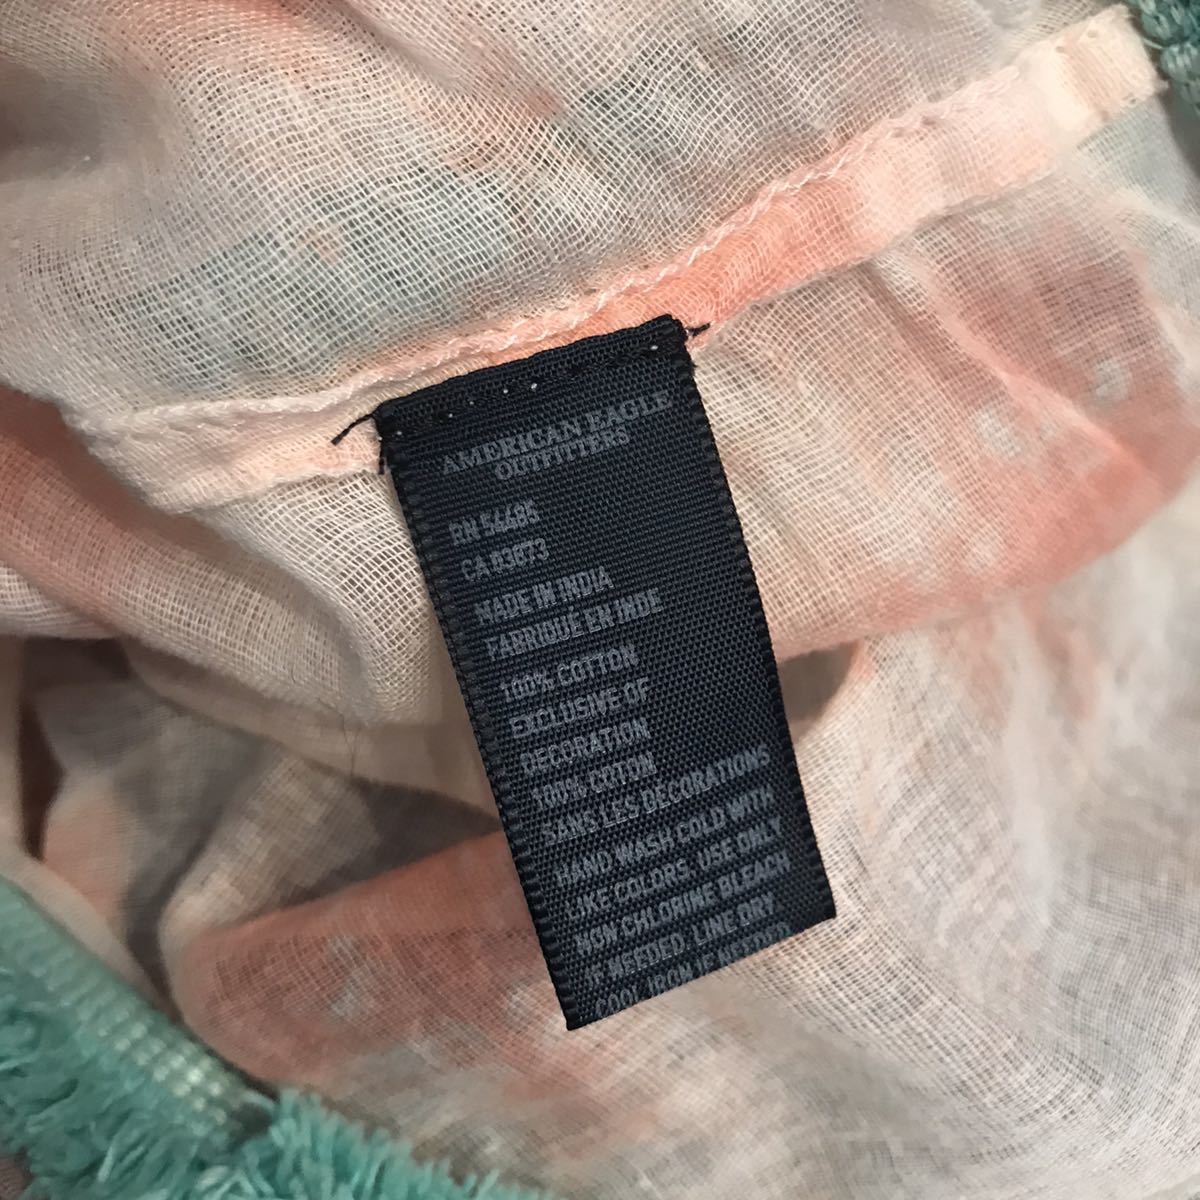 AMERICAN EAGLE
OUTFITTERS
RN 54485
CA 03073
MADE IN INDIA
FABRIQUÉ EN INDE
100% COTTON
EXCLUSIVE OF
DECORATION
100% COTON
SANS LES DECORATIONS
HAND WASH COLD WITH
LIKE COLORS. USE ONLY
NON CHLORINE BLEACH
IF NEEDED. LINE DRY
COOL IRON IF NEEDED